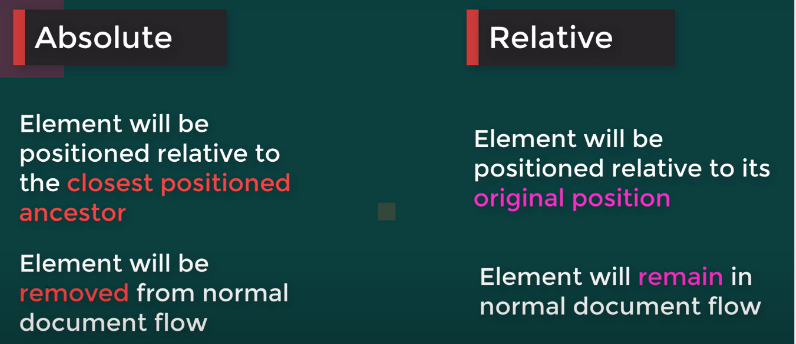 Absolute
Element will be
positioned relative to
the closest positioned
ancestor
Element will be
removed from normal
document flow
Relative
Element will be
positioned relative to its
original position
Element will remain in
normal document flow